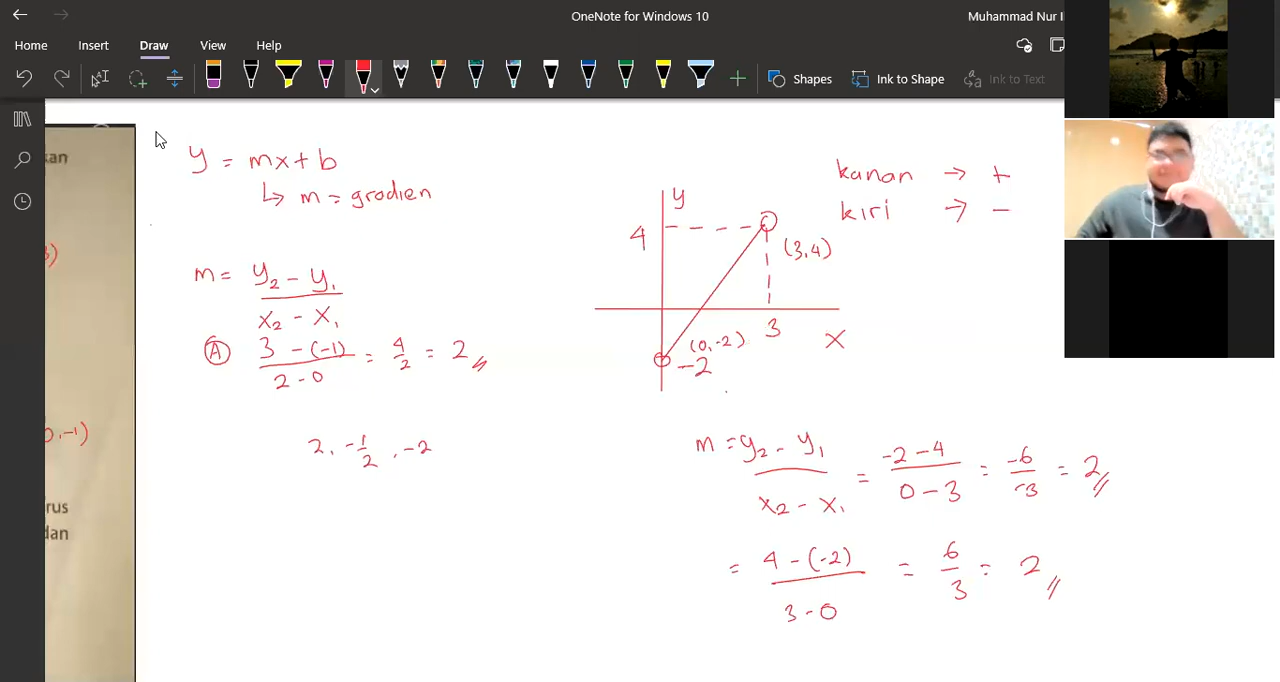 OneNote for Windows 10
Muhammad Nur I
Home Insert Draw View Help
Shapes Ink to Shape Ink to Text
kan
)
0,-1)
rus
dan
y = mx + b
↳ m = gradien
m = y₂ - y₁ / x₂ - x₁
Ⓐ 3 - (-1) / 2 - 0 = 4/2 = 2 //
2, -1/2, -2
y
4
(3,4)
3
X
(0,-2)
-2
kanan → +
kiri → -
m = y₂ - y₁ / x₂ - x₁ = -2 - 4 / 0 - 3 = -6/-3 = 2 //
= 4 - (-2) / 3 - 0 = 6/3 = 2 //